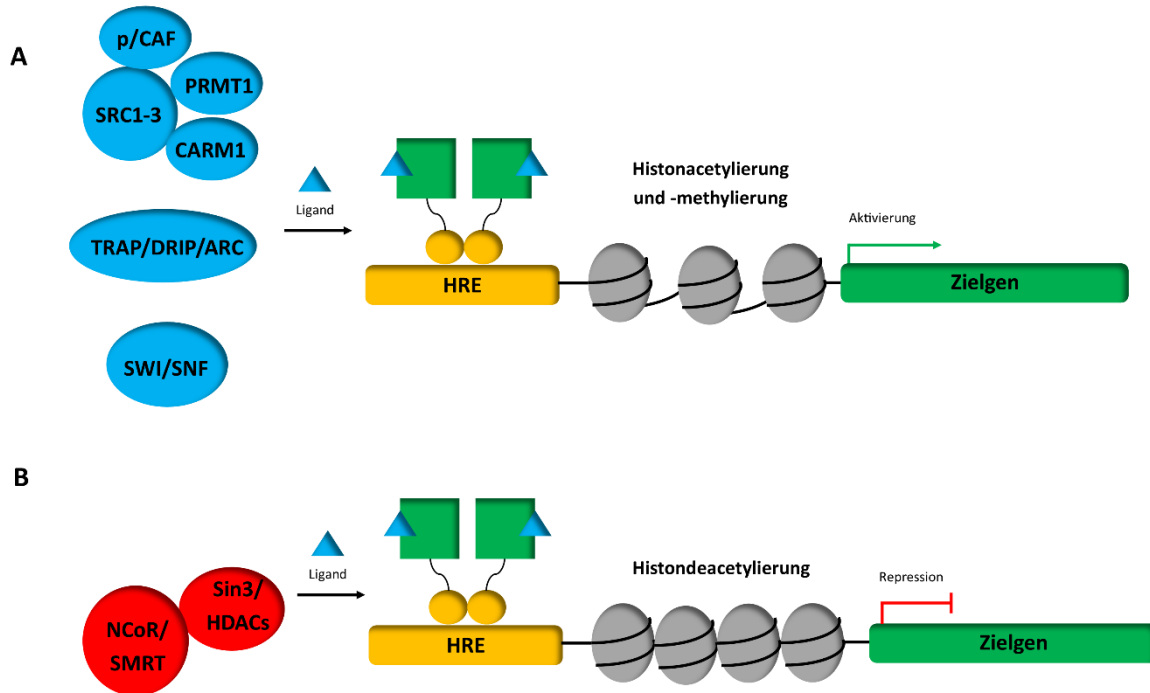 A
p/CAF
PRMT1
SRC1-3
CARM1
TRAP/DRIP/ARC
SWI/SNF
Ligand
HRE
Histonacetylierung
und -methylierung
Aktivierung
Zielgen
B
NCoR/
SMRT
Sin3/
HDACs
Ligand
HRE
Histondeacetylierung
Repression
Zielgen